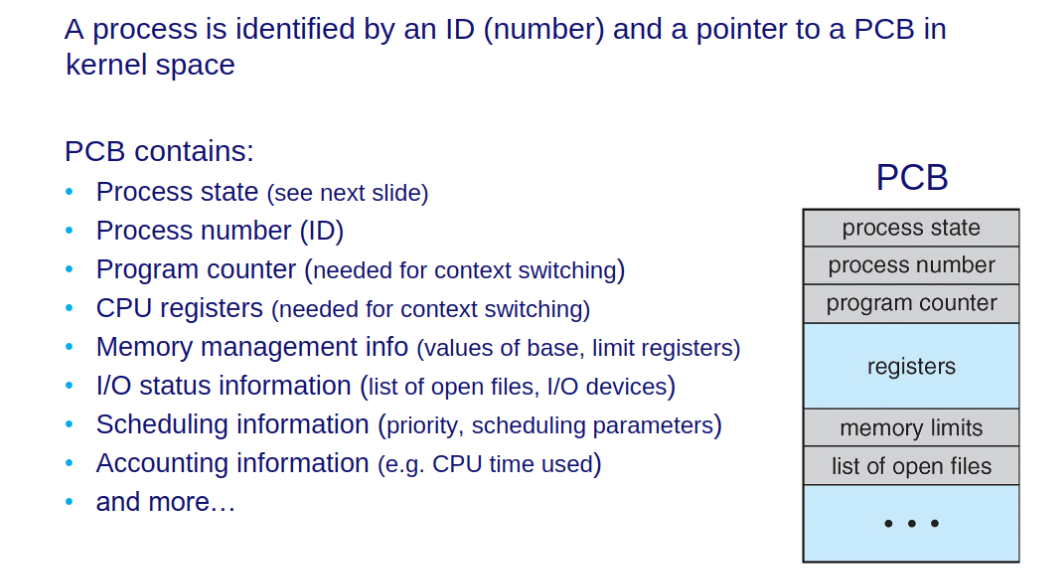 A process is identified by an ID (number) and a pointer to a PCB in
kernel space
PCB contains:
• Process state (see next slide)
• Process number (ID)
• Program counter (needed for context switching)
• CPU registers (needed for context switching)
• Memory management info (values of base, limit registers)
• I/O status information (list of open files, I/O devices)
• Scheduling information (priority, scheduling parameters)
• Accounting information (e.g. CPU time used)
• and more…
PCB
process state
process number
program counter
registers
memory limits
list of open files
• • •